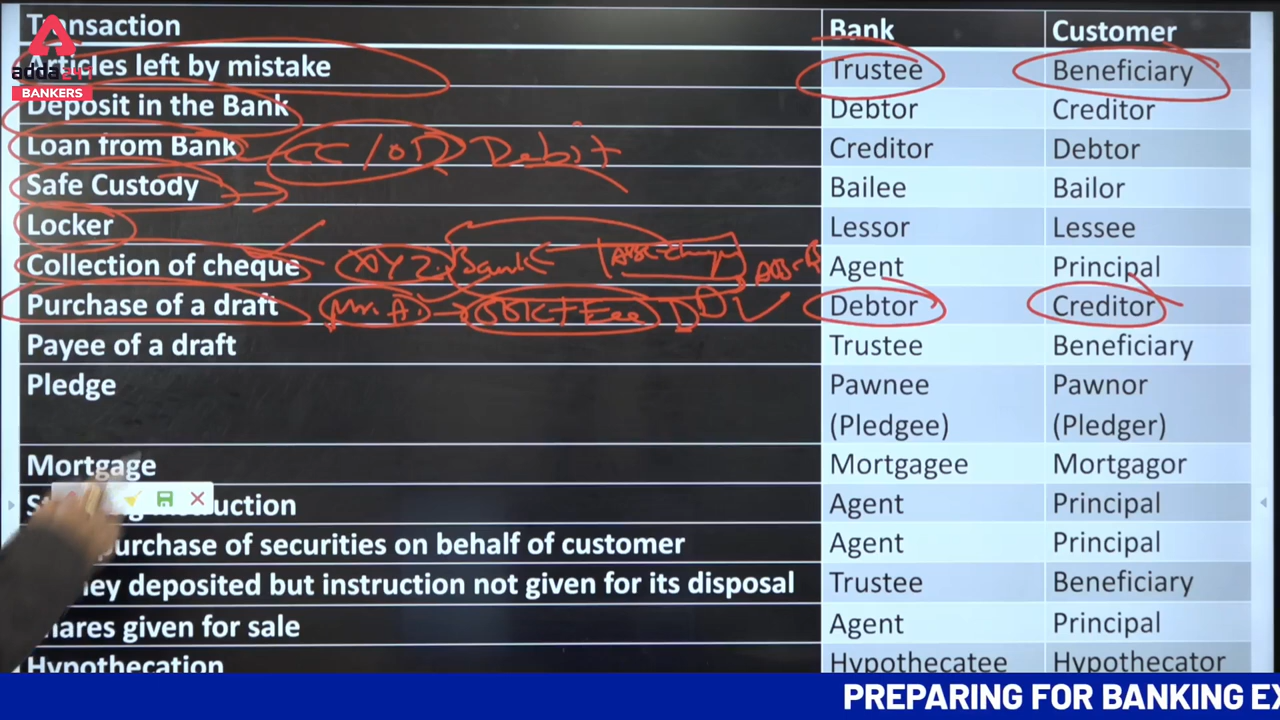 Transaction Bank Customer
Articles left by mistake Trustee Beneficiary
adda247
BANKERS
Deposit in the Bank Debtor Creditor
Loan from Bank CC/OD Debit Creditor Debtor
Safe Custody Bailee Bailor
Locker Lessor Lessee
Collection of cheque XYZ Bank Agent Principal
Purchase of a draft Mr. A DD Debtor Creditor
Payee of a draft Trustee Beneficiary
Pledge Pawnee Pawnor
(Pledgee) (Pledger)
Mortgage Mortgagee Mortgagor
Agent Principal
purchase of securities on behalf of customer Agent Principal
deposited but instruction not given for its disposal Trustee Beneficiary
given for sale Agent Principal
Hypothecation Hypothecatee Hypothecator
PREPARING FOR BANKING EX